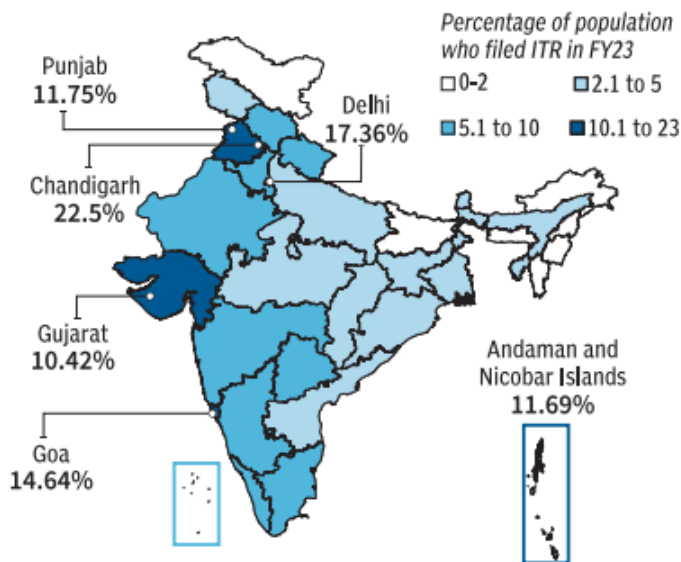 Percentage of population
who filed ITR in FY23
0-2
2.1 to 5
5.1 to 10
10.1 to 23
Punjab
11.75%
Delhi
17.36%
Chandigarh
22.5%
Gujarat
10.42%
Andaman and
Nicobar Islands
11.69%
Goa
14.64%